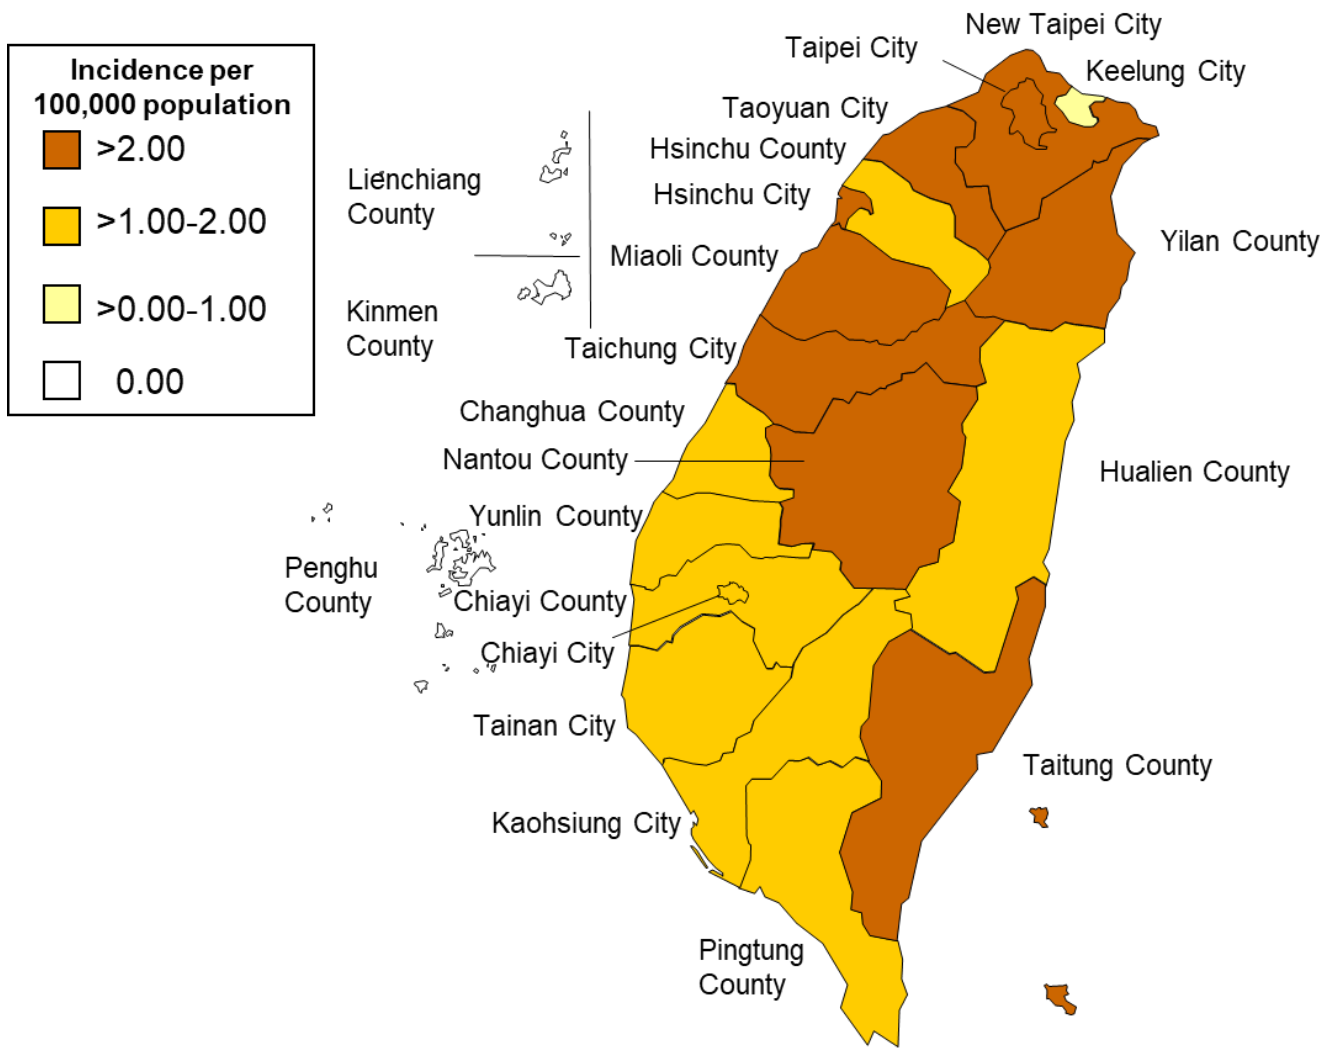 Incidence per
100,000 population
>2.00
>1.00-2.00
>0.00-1.00
0.00
New Taipei City
Taipei City
Keelung City
Taoyuan City
Hsinchu County
Hsinchu City
Lienchiang
County
Yilan County
Miaoli County
Kinmen
County
Taichung City
Changhua County
Nantou County
Hualien County
Yunlin County
Penghu
County
Chiayi County
Chiayi City
Tainan City
Taitung County
Kaohsiung City
Pingtung
County